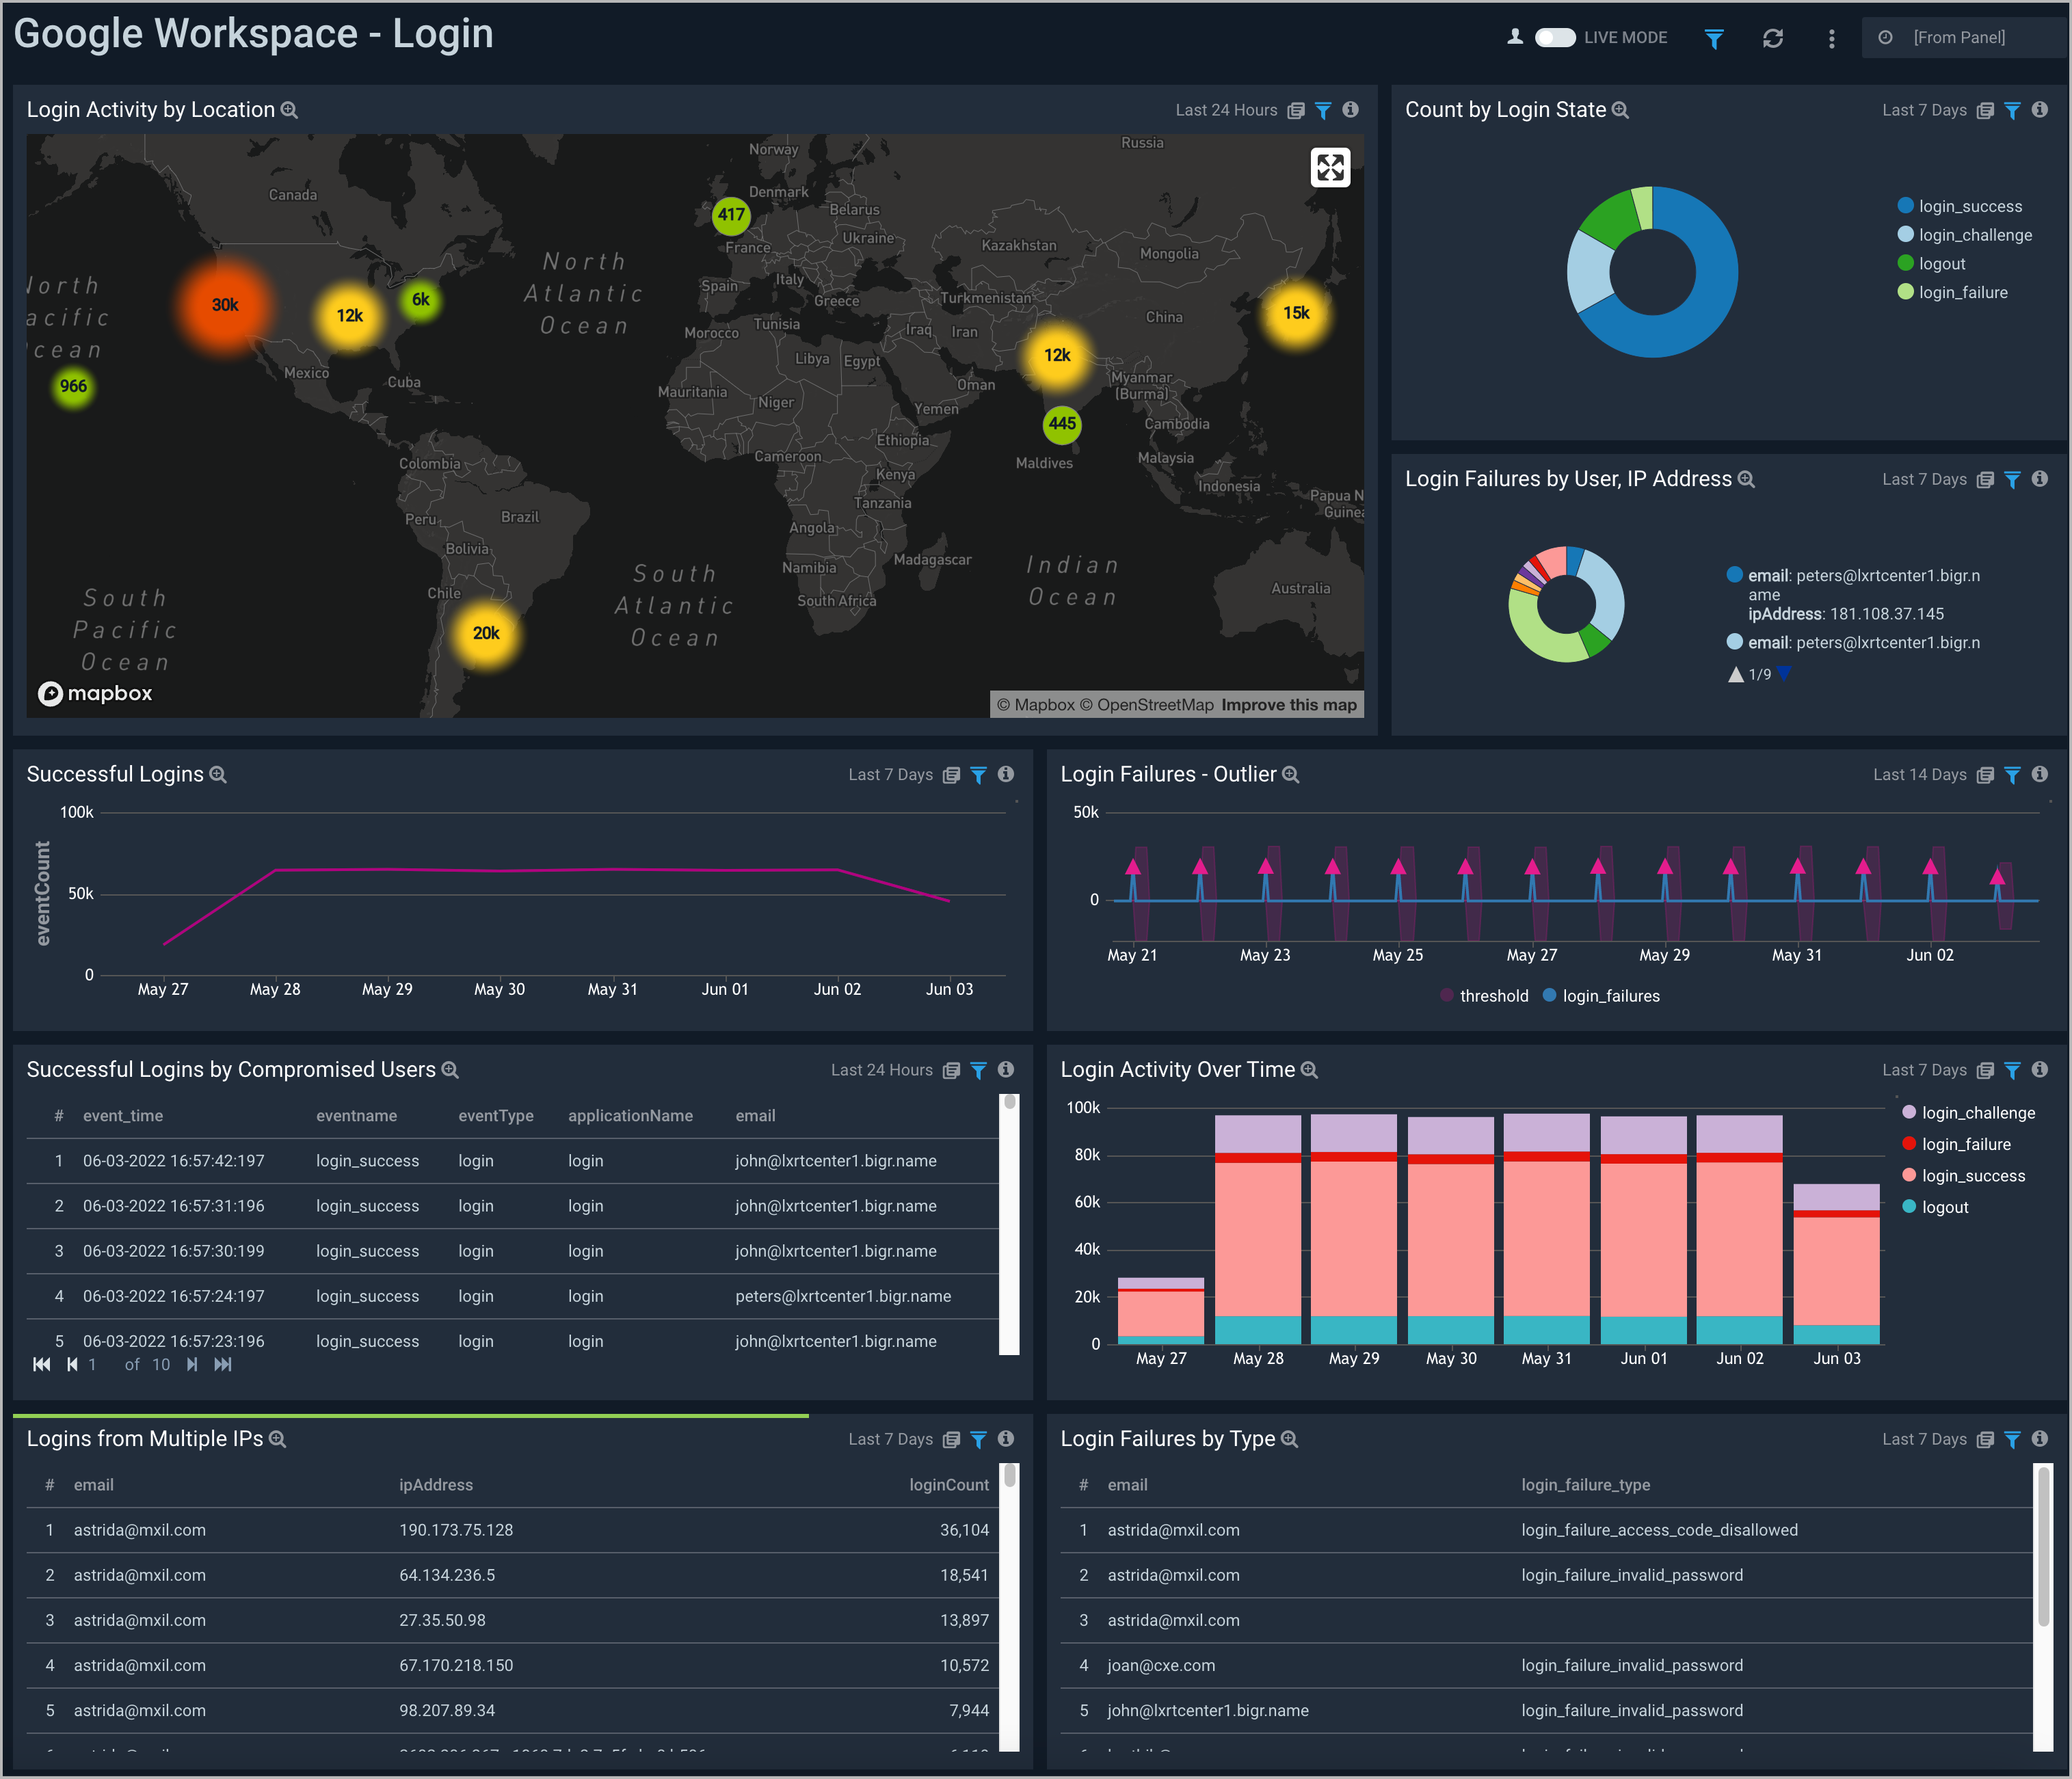 Google Workspace - Login
LIVE MODE
[From Panel]
Login Activity by Location
Last 24 Hours
Norway
Russia
Denmark
Canada
417
Belarus
Ukraine
France
Kazakhstan
Mongolia
North
Atlantic
Ocean
Italy
Spain
Greece
Turkmenistan
30k
12k
6k
15k
China
Morocco
Tunisia
Iraq
Iran
12k
Libya
Egypt
Mexico
Cuba
966
Mauritania
Niger
Oman
Yemen
Myanmar
(Burma)
445
Cambodia
Ethiopia
Cameroon
Colombia
Maldives
Malaysia
Kenya
Indonesia
Tanzania
Papua N
Guinea
Peru
Brazil
Angola
Bolivia
Madagascar
Namibia
Indian
Ocean
South
Atlantic
Ocean
Chile
South Africa
Australia
South
Pacific
Ocean
20k
mapbox
© Mapbox © OpenStreetMap Improve this map
Count by Login State
Last 7 Days
login_success
login_challenge
logout
login_failure
Login Failures by User, IP Address
Last 7 Days
email: peters@lxrtcenter1.bigr.n
ame
ipAddress: 181.108.37.145
email: peters@lxrtcenter1.bigr.n
1/9
Successful Logins
Last 7 Days
eventCount
100k
50k
0
May 27 May 28 May 29 May 30 May 31 Jun 01 Jun 02 Jun 03
Login Failures - Outlier
Last 14 Days
50k
0
May 21 May 23 May 25 May 27 May 29 May 31 Jun 02
threshold login_failures
Successful Logins by Compromised Users
Last 24 Hours
# event_time eventname eventType applicationName email
1 06-03-2022 16:57:42:197 login_success login login john@lxrtcenter1.bigr.name
2 06-03-2022 16:57:31:196 login_success login login john@lxrtcenter1.bigr.name
3 06-03-2022 16:57:30:199 login_success login login john@lxrtcenter1.bigr.name
4 06-03-2022 16:57:24:197 login_success login login peters@lxrtcenter1.bigr.name
5 06-03-2022 16:57:23:196 login_success login login john@lxrtcenter1.bigr.name
1 of 10
Login Activity Over Time
Last 7 Days
100k
80k
60k
40k
20k
0
May 27 May 28 May 29 May 30 May 31 Jun 01 Jun 02 Jun 03
login_challenge
login_failure
login_success
logout
Logins from Multiple IPs
Last 7 Days
# email ipAddress loginCount
1 astrida@mxil.com 190.173.75.128 36,104
2 astrida@mxil.com 64.134.236.5 18,541
3 astrida@mxil.com 27.35.50.98 13,897
4 astrida@mxil.com 67.170.218.150 10,572
5 astrida@mxil.com 98.207.89.34 7,944
Login Failures by Type
Last 7 Days
# email login_failure_type
1 astrida@mxil.com login_failure_access_code_disallowed
2 astrida@mxil.com login_failure_invalid_password
3 astrida@mxil.com
4 joan@cxe.com login_failure_invalid_password
5 john@lxrtcenter1.bigr.name login_failure_invalid_password